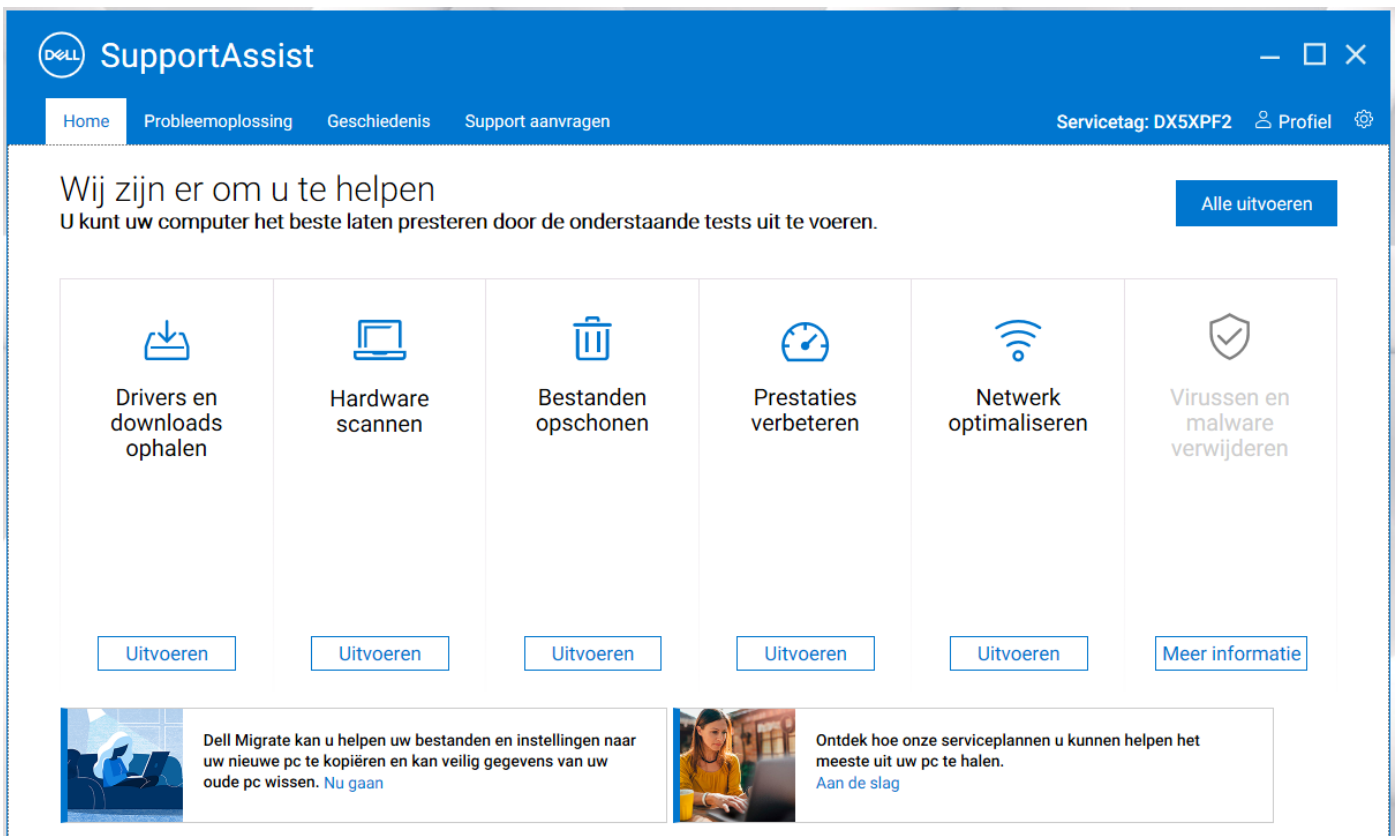 DELL SupportAssist
Home Probleemoplossing Geschiedenis Support aanvragen Servicetag: DX5XPF2 Profiel
Wij zijn er om u te helpen
U kunt uw computer het beste laten presteren door de onderstaande tests uit te voeren.
Alle uitvoeren
Drivers en
downloads
ophalen
Uitvoeren
Hardware
scannen
Uitvoeren
Bestanden
opschonen
Uitvoeren
Prestaties
verbeteren
Uitvoeren
Netwerk
optimaliseren
Uitvoeren
Virussen en
malware
verwijderen
Meer informatie
Dell Migrate kan u helpen uw bestanden en instellingen naar
uw nieuwe pc te kopiëren en kan veilig gegevens van uw
oude pc wissen. Nu gaan
Ontdek hoe onze serviceplannen u kunnen helpen het
meeste uit uw pc te halen.
Aan de slag